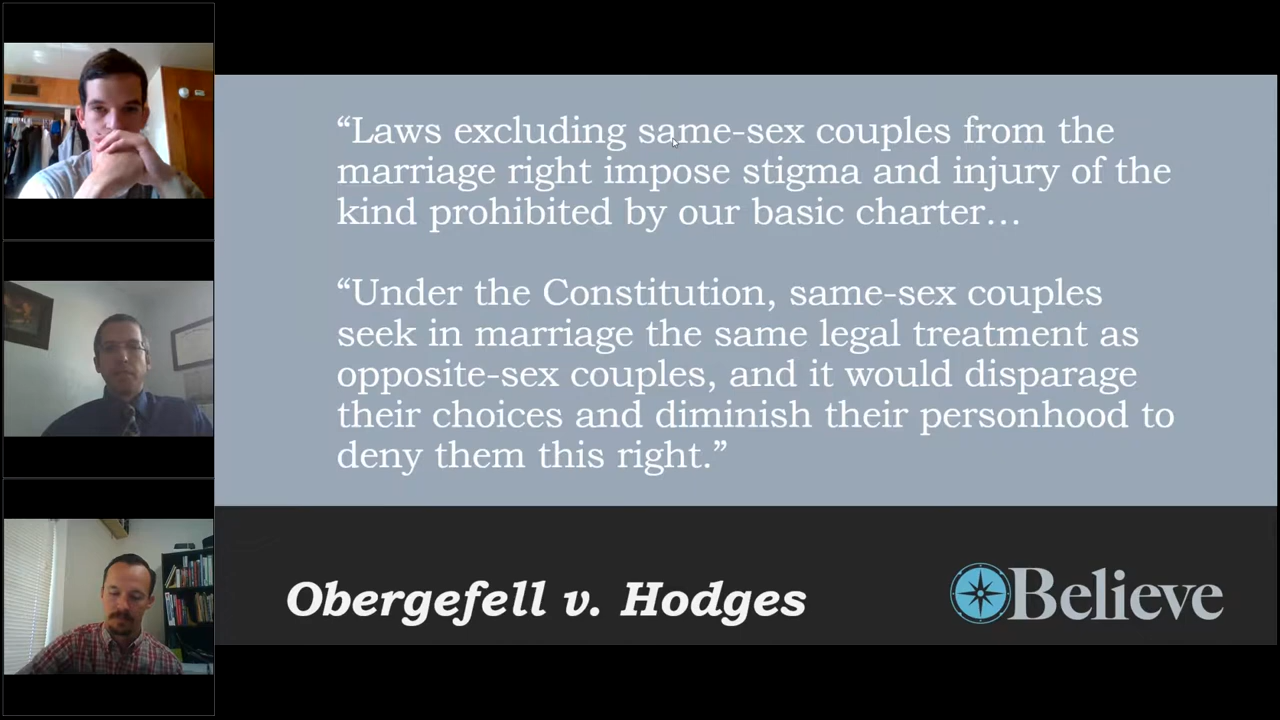 “Laws excluding same-sex couples from the
marriage right impose stigma and injury of the
kind prohibited by our basic charter…
“Under the Constitution, same-sex couples
seek in marriage the same legal treatment as
opposite-sex couples, and it would disparage
their choices and diminish their personhood to
deny them this right.”
Obergefell v. Hodges
Believe